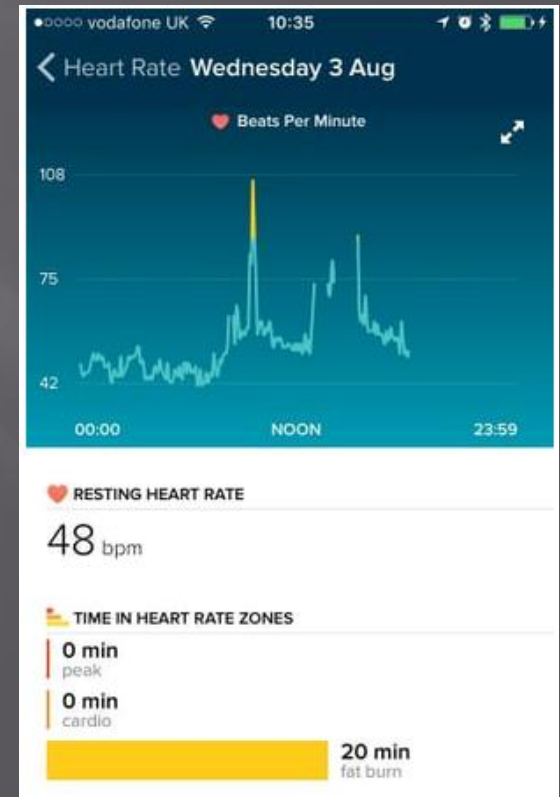 vodafone UK 10:35
Heart Rate Wednesday 3 Aug
Beats Per Minute
108
75
42
00:00 NOON 23:59
RESTING HEART RATE
48 bpm
TIME IN HEART RATE ZONES
0 min
peak
0 min
cardio
20 min
fat burn